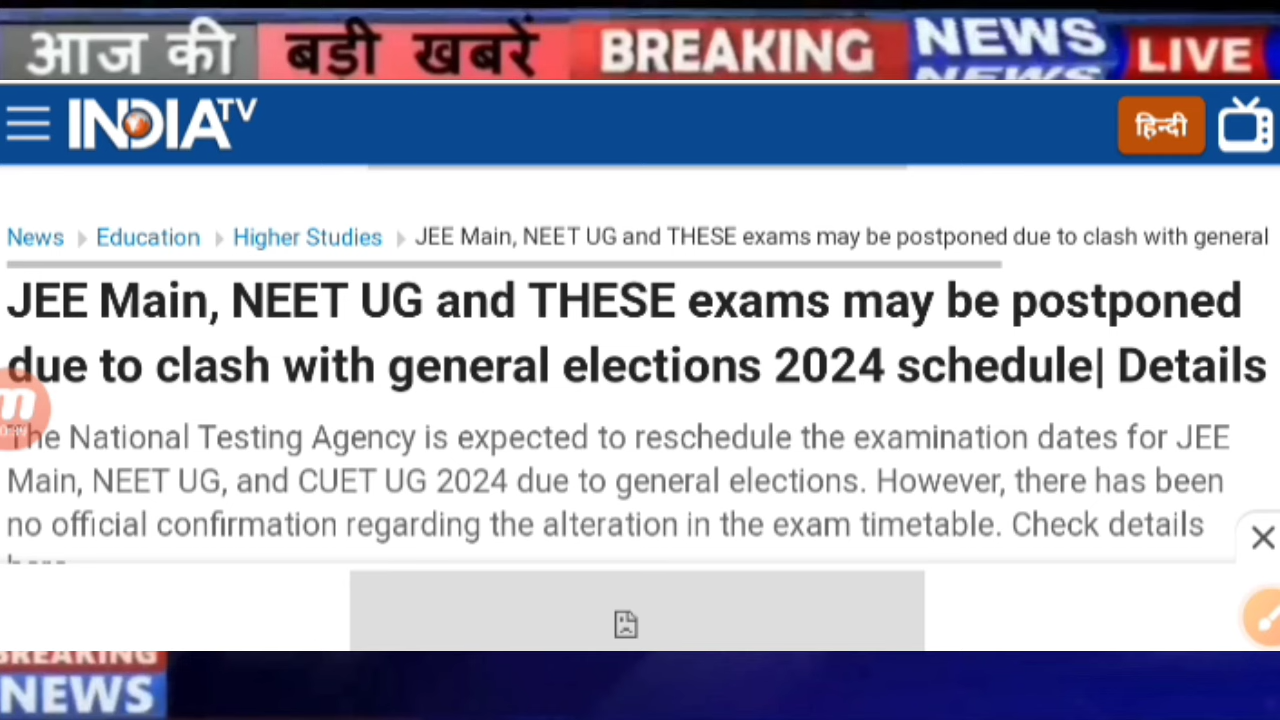 आज की बडी खबरें BREAKING NEWS LIVE
INDIA TV हिन्दी
News Education Higher Studies JEE Main, NEET UG and THESE exams may be postponed due to clash with general
JEE Main, NEET UG and THESE exams may be postponed
due to clash with general elections 2024 schedule| Details
The National Testing Agency is expected to reschedule the examination dates for JEE
Main, NEET UG, and CUET UG 2024 due to general elections. However, there has been
no official confirmation regarding the alteration in the exam timetable. Check details
BREAKING
NEWS